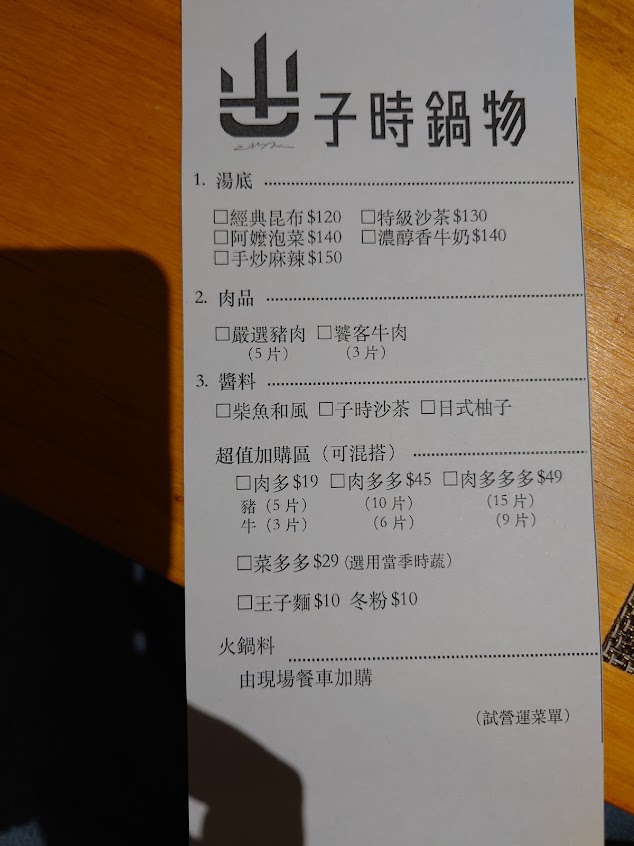 子時鍋物
1. 湯底
□經典昆布$120 □特級沙茶$130
□阿嬤泡菜$140 □濃醇香牛奶$140
□手炒麻辣$150
2. 肉品
□嚴選豬肉 □饕客牛肉
(5 片) (3 片)
3. 醬料
□柴魚和風 □子時沙茶 □日式柚子
超值加購區(可混搭)
□肉多$19 □肉多多$45 □肉多多多$49
豬(5 片) (10 片) (15 片)
牛(3 片) (6 片) (9 片)
□菜多多$29(選用當季時蔬)
□王子麵$10 冬粉$10
火鍋料
由現場餐車加購
(試營運菜單)